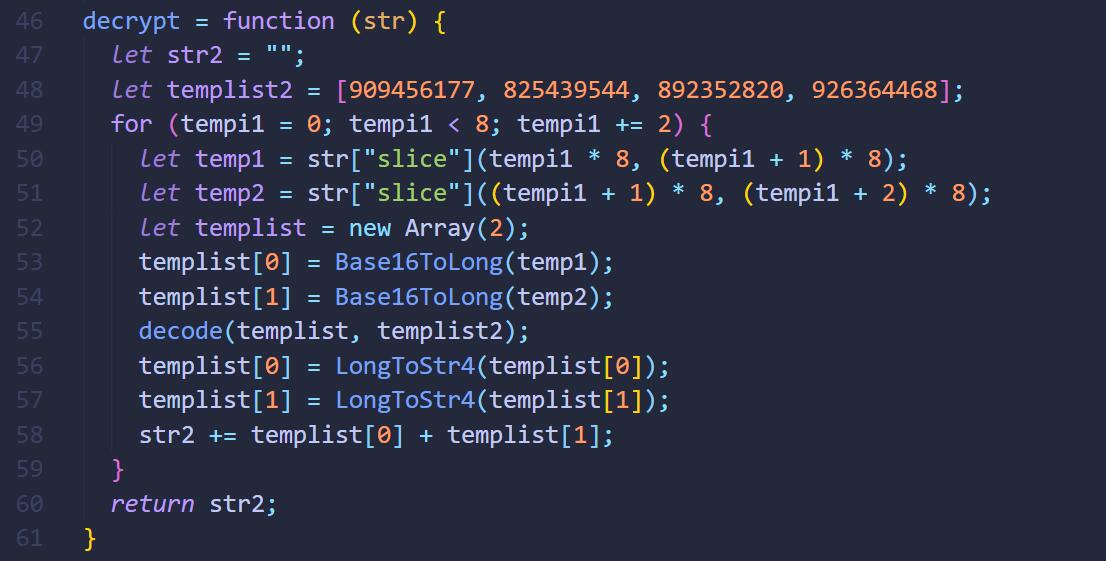 46 decrypt = function (str) {
47 let str2 = "";
48 let templist2 = [909456177, 825439544, 892352820, 926364468];
49 for (tempi1 = 0; tempi1 < 8; tempi1 += 2) {
50 let temp1 = str["slice"](tempi1 * 8, (tempi1 + 1) * 8);
51 let temp2 = str["slice"]((tempi1 + 1) * 8, (tempi1 + 2) * 8);
52 let templist = new Array(2);
53 templist[0] = Base16ToLong(temp1);
54 templist[1] = Base16ToLong(temp2);
55 decode(templist, templist2);
56 templist[0] = LongToStr4(templist[0]);
57 templist[1] = LongToStr4(templist[1]);
58 str2 += templist[0] + templist[1];
59 }
60 return str2;
61 }